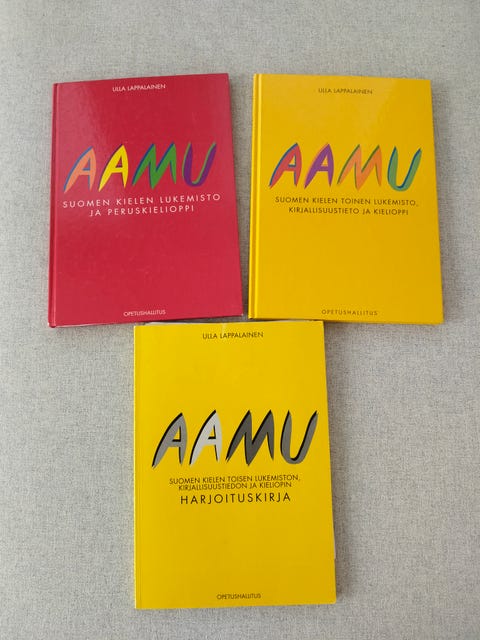 ULLA LAPPALAINEN
AAMU
SUOMEN KIELEN LUKEMISTO
JA PERUSKIELIOPPI
OPETUSHALLITUS
ULLA LAPPALAINEN
AAMU
SUOMEN KIELEN TOINEN LUKEMISTO,
KIRJALLISUUSTIETO JA KIELIOPPI
OPETUSHALLITUS
ULLA LAPPALAINEN
AAMU
SUOMEN KIELEN TOISEN LUKEMISTON,
KIRJALLISUUSTIEDON JA KIELIOPIN
HARJOITUSKIRJA
OPETUSHALLITUS